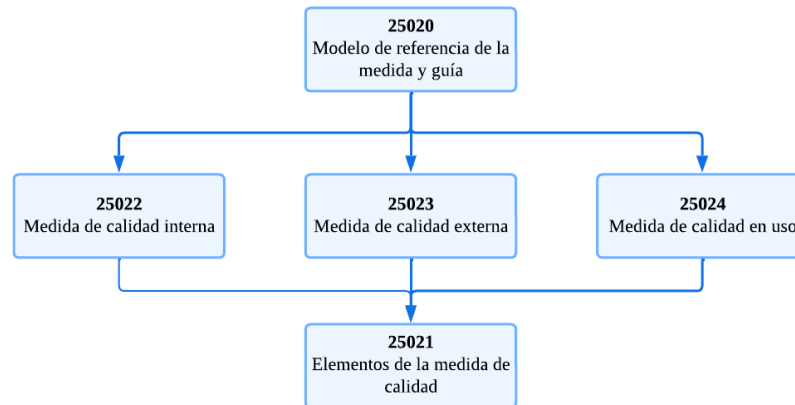 25020
Modelo de referencia de la
medida y guía
25022
Medida de calidad interna
25023
Medida de calidad externa
25024
Medida de calidad en uso
25021
Elementos de la medida de
calidad